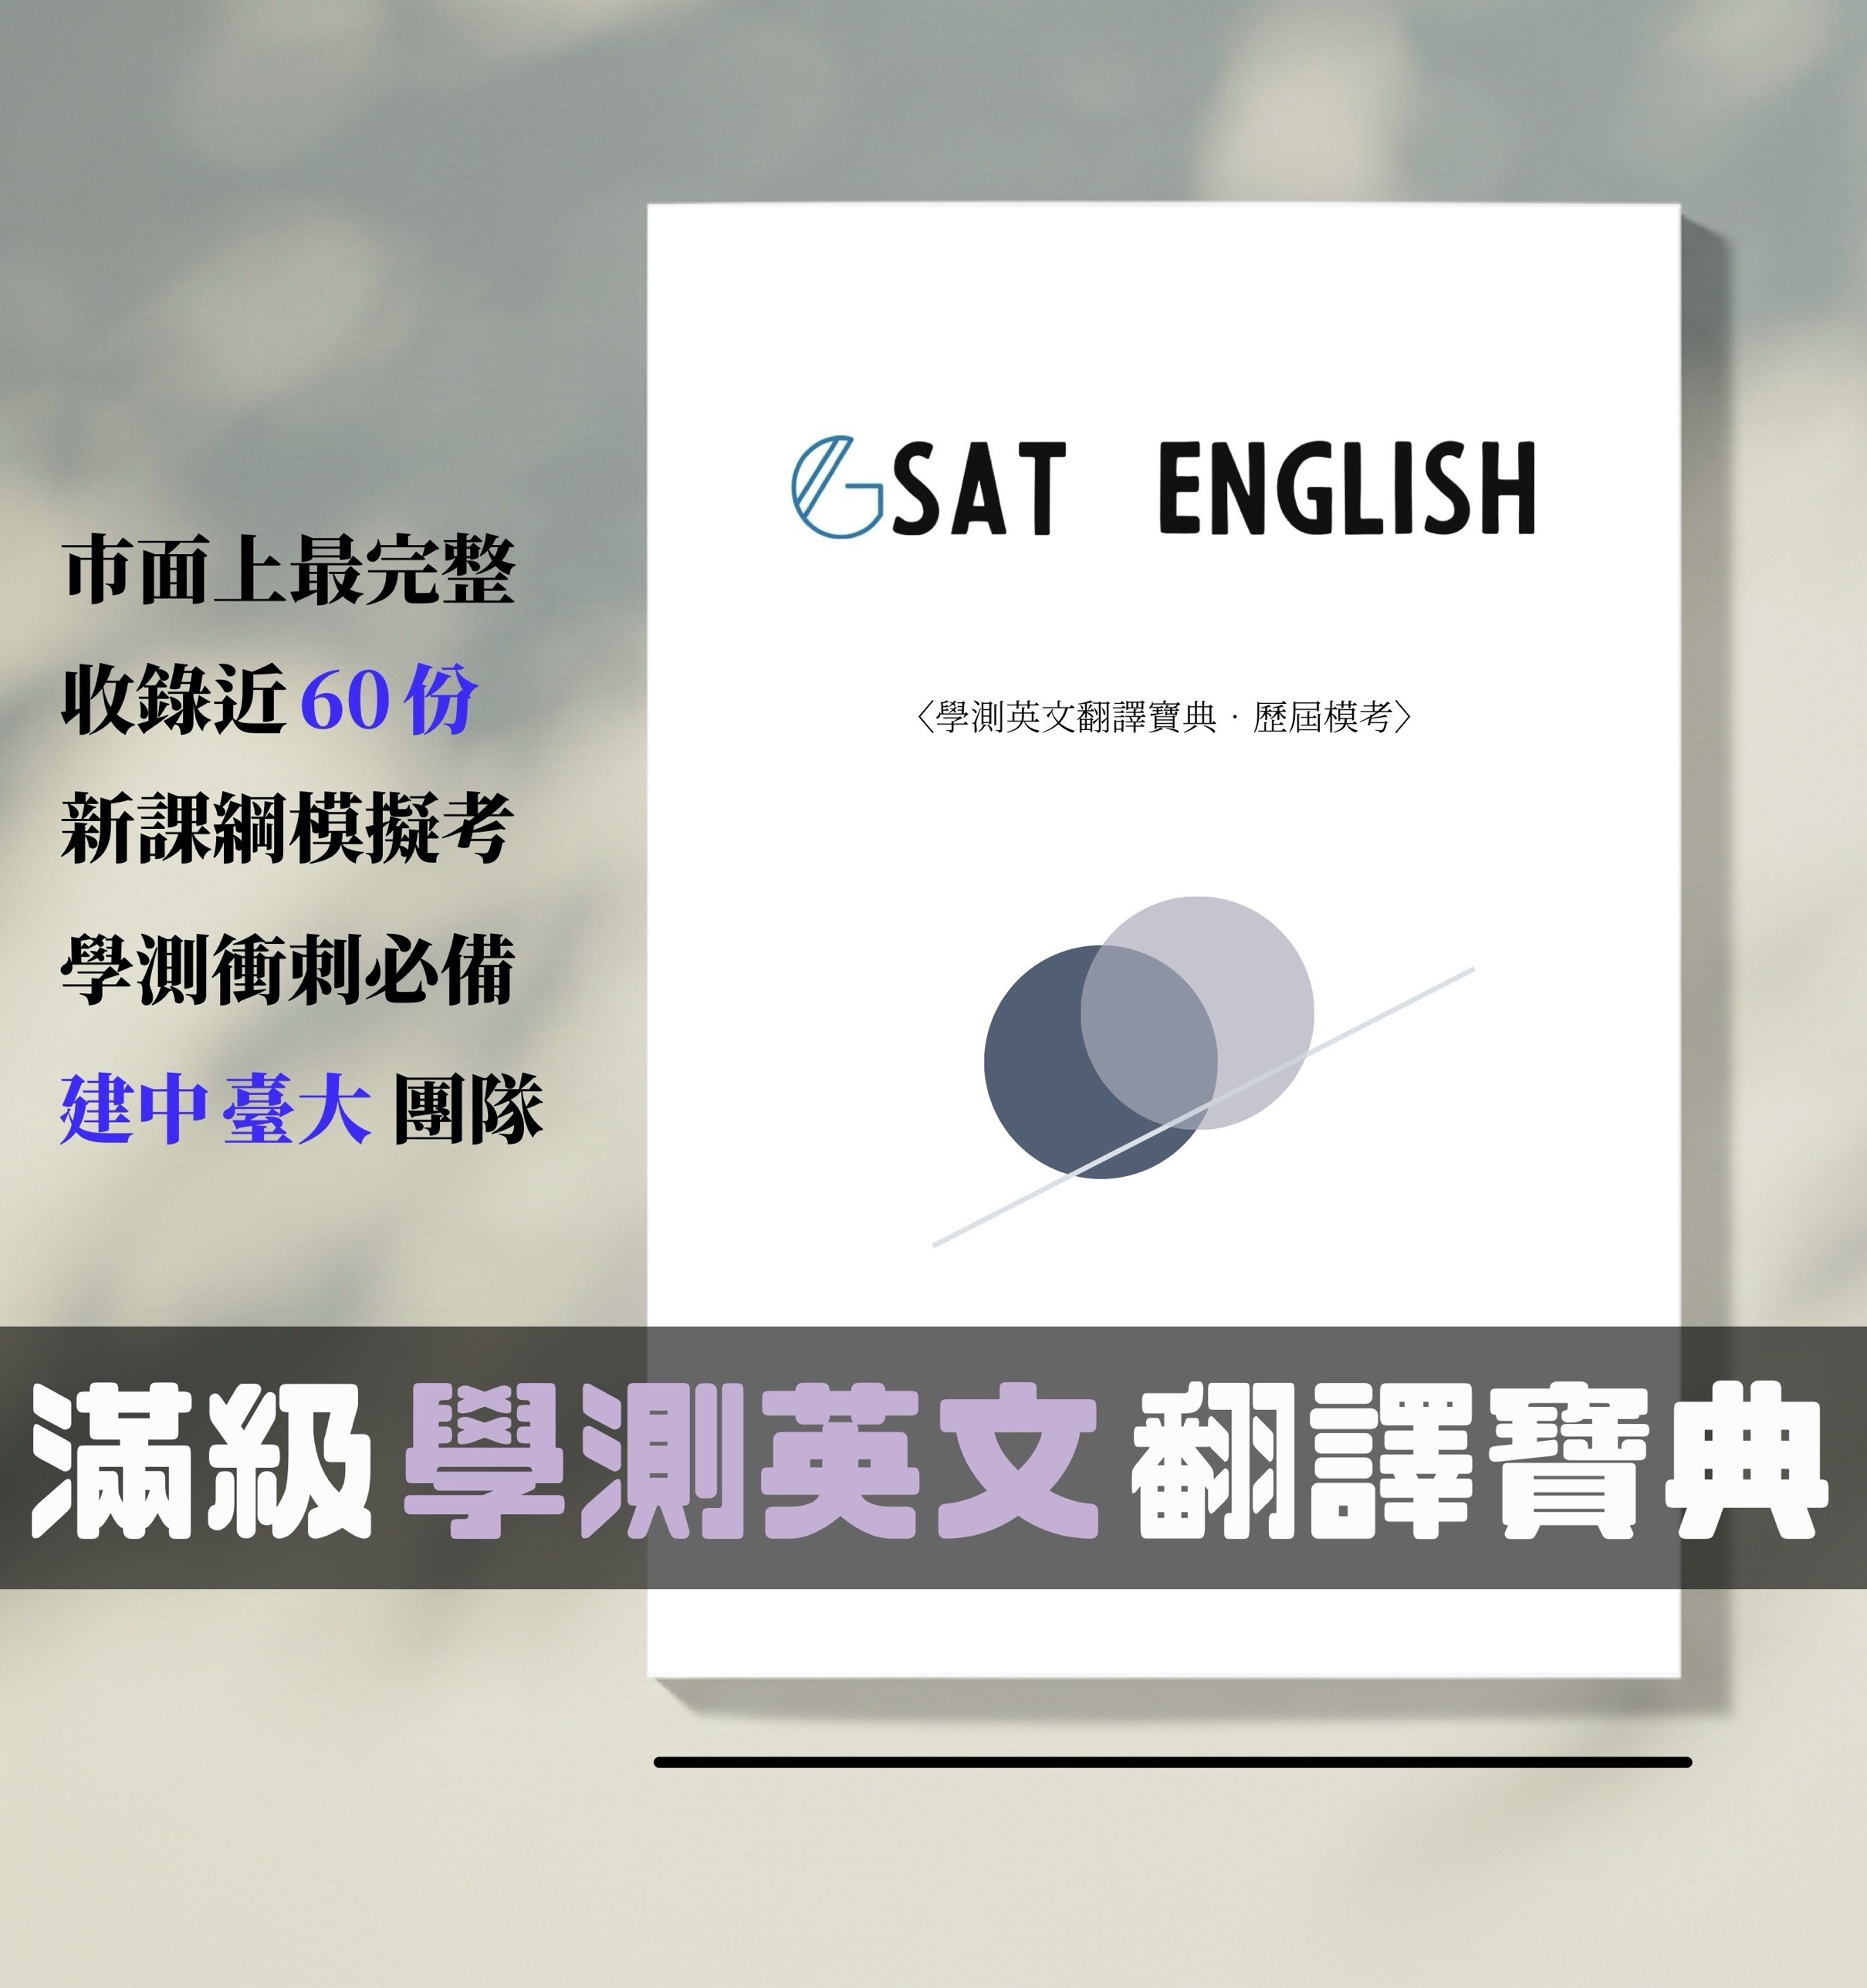 市面上最完整
收錄近 60 份
新課綱模擬考
學測衝刺必備
建中 臺大 團隊
GSAT ENGLISH
〈學測英文翻譯寶典 · 歷屆模考〉
滿級 學測英文 翻譯寶典